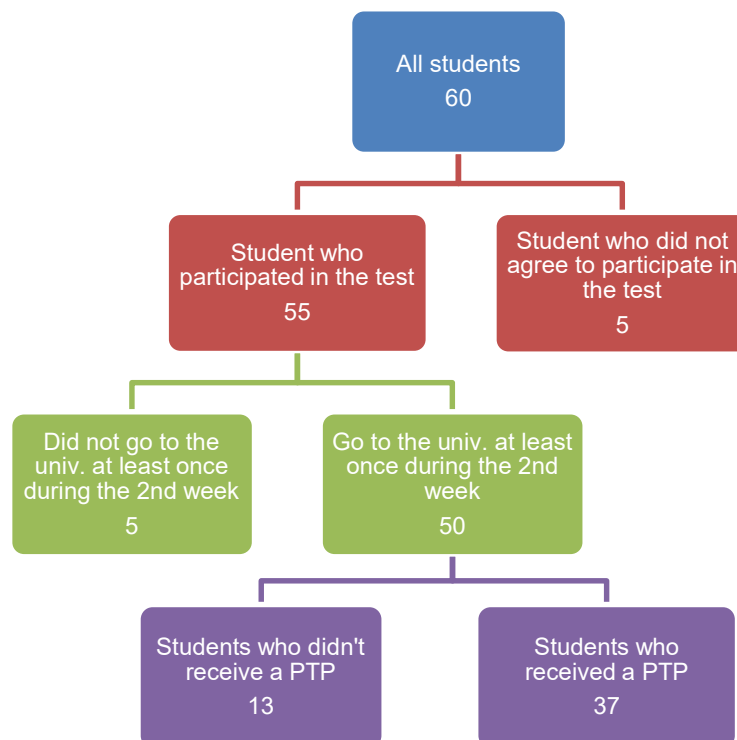 All students
60
Student who
participated in the test
55
Student who did not
agree to participate in
the test
5
Did not go to the
univ. at least once
during the 2nd week
5
Go to the univ. at least
once during the 2nd
week
50
Students who didn't
receive a PTP
13
Students who
received a PTP
37